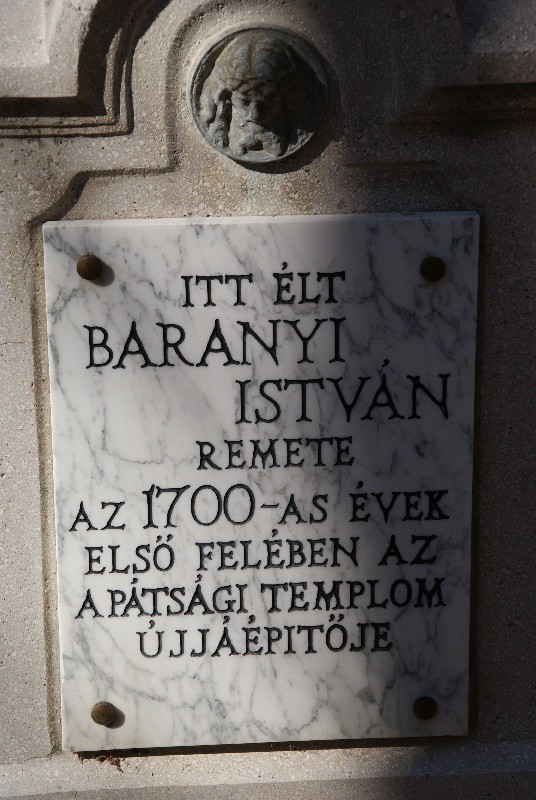 ITT ÉLT
BARANYI
ISTVÁN
REMETE
AZ 1700-AS ÉVEK
ELSŐ FELÉBEN AZ
APÁTSÁGI TEMPLOM
ÚJJÁÉPITŐJE